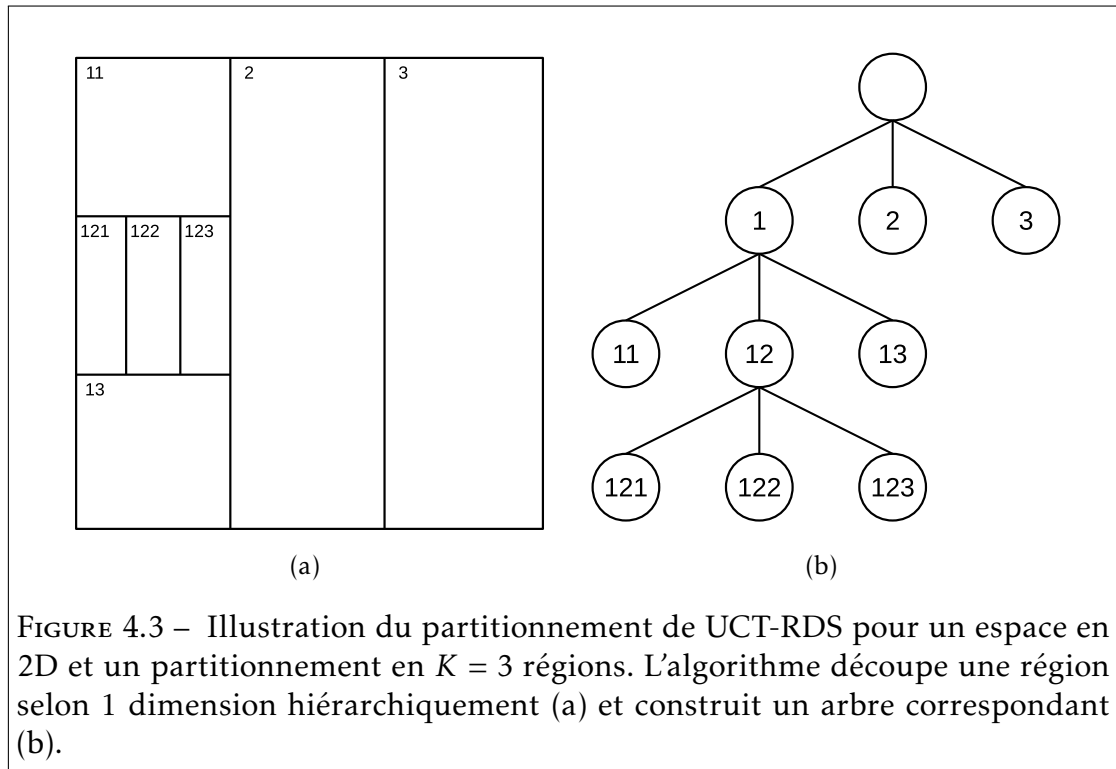 11 2 3
121 122 123
13
(a)
1 2 3
11 12 13
121 122 123
(b)
Figure 4.3 – Illustration du partitionnement de UCT-RDS pour un espace en
2D et un partitionnement en K = 3 régions. L'algorithme découpe une région
selon 1 dimension hiérarchiquement (a) et construit un arbre correspondant
(b).